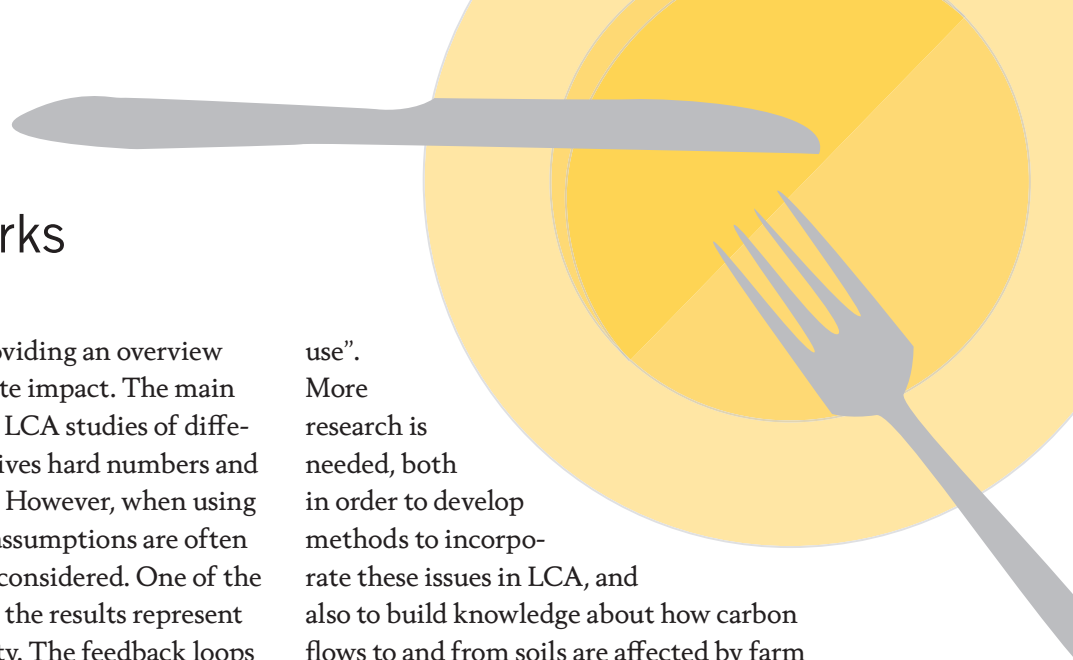 rks
oviding an overview
te impact. The main
LCA studies of diffe-
ives hard numbers and
However, when using
assumptions are often
considered. One of the
the results represent
ty. The feedback loops
use”.
More
research is
needed, both
in order to develop
methods to incorpo-
rate these issues in LCA, and
also to build knowledge about how carbon
flows to and from soils are affected by farm